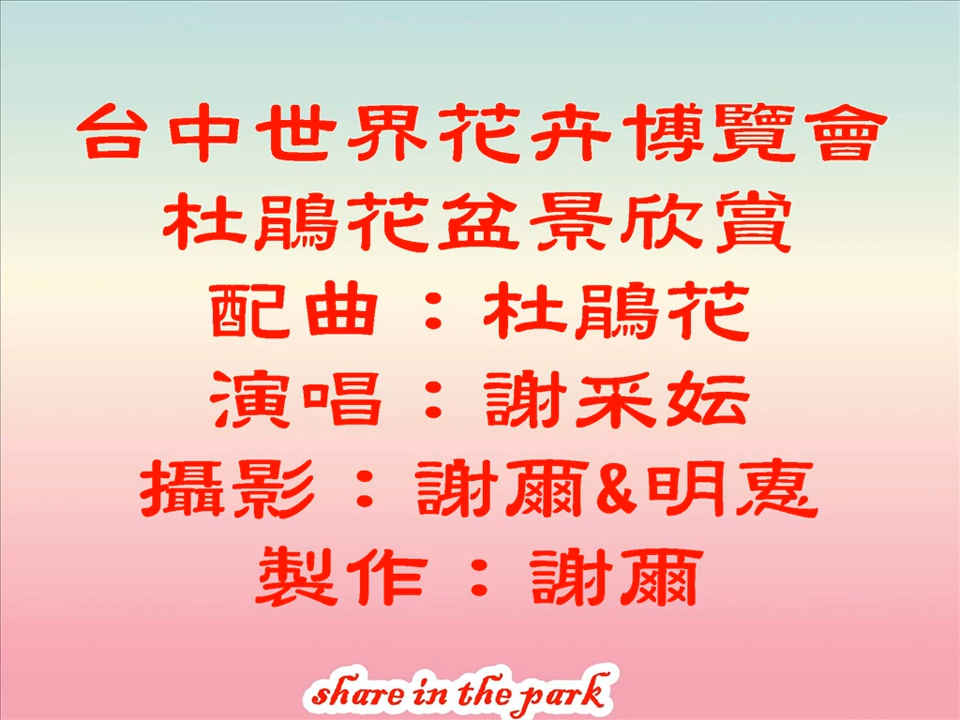 台中世界花卉博覽會
杜鵑花盆景欣賞
配曲：杜鵑花
演唱：謝采妘
攝影：謝爾&明惠
製作：謝爾
share in the park